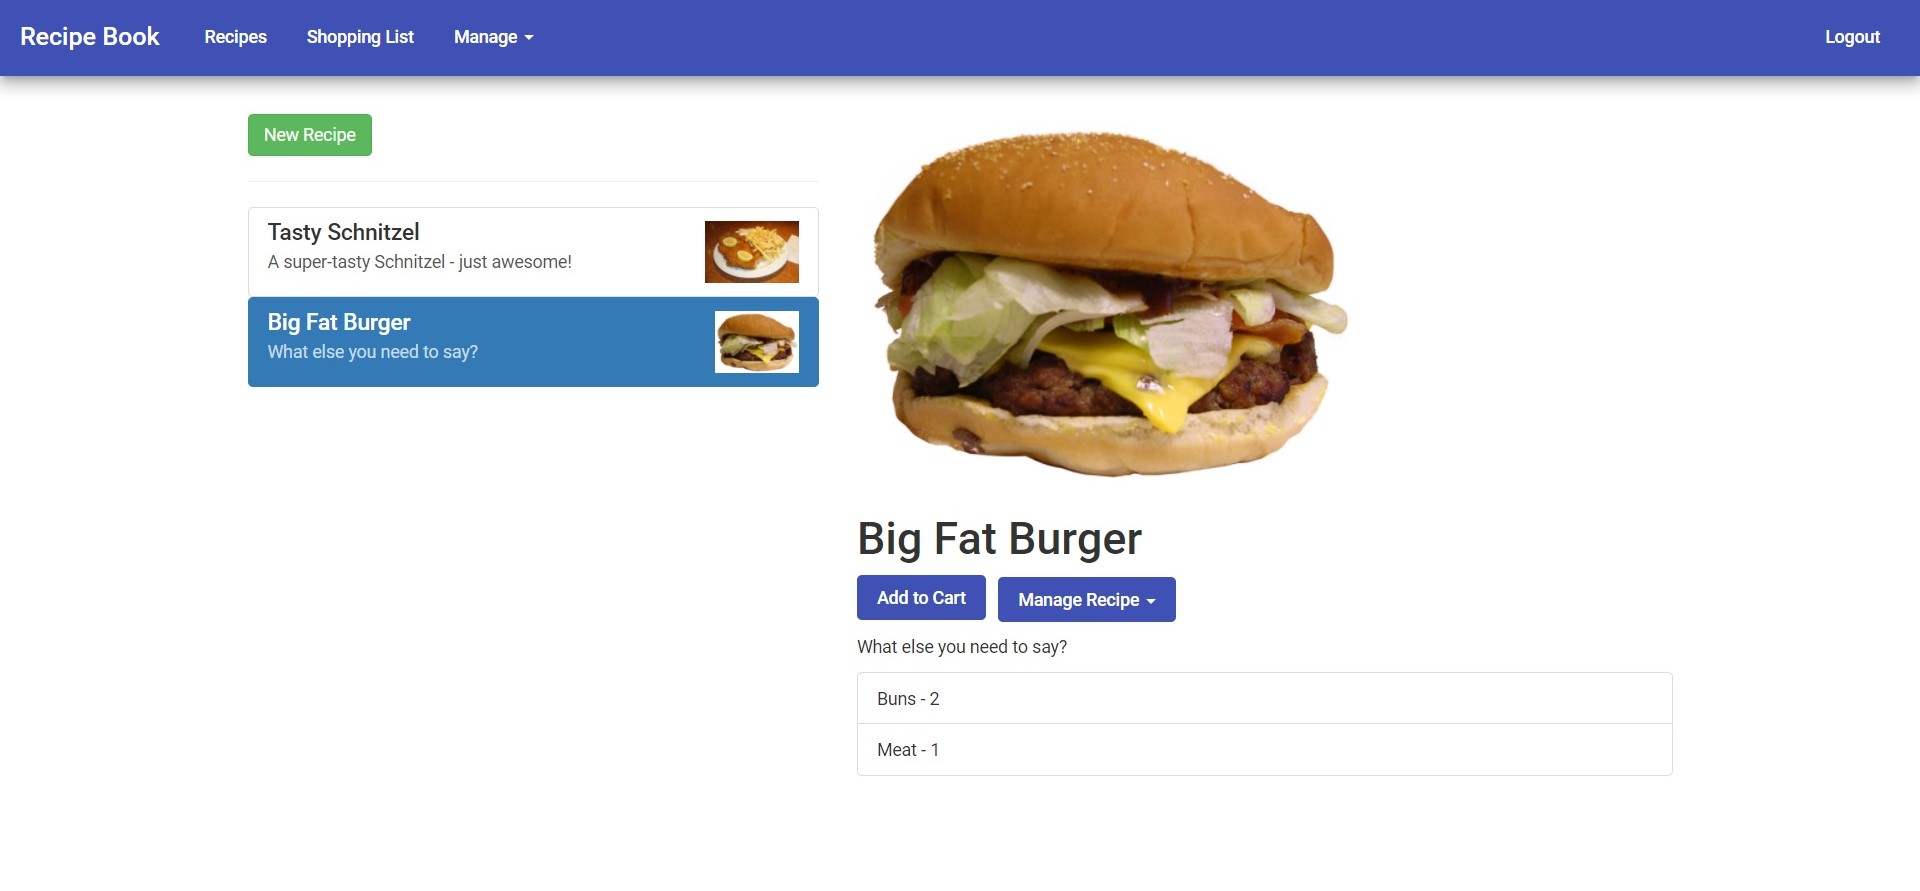 Recipe Book
Recipes
Shopping List
Manage
Logout
New Recipe
Tasty Schnitzel
A super-tasty Schnitzel - just awesome!
Big Fat Burger
What else you need to say?
Big Fat Burger
Add to Cart
Manage Recipe
What else you need to say?
Buns - 2
Meat - 1